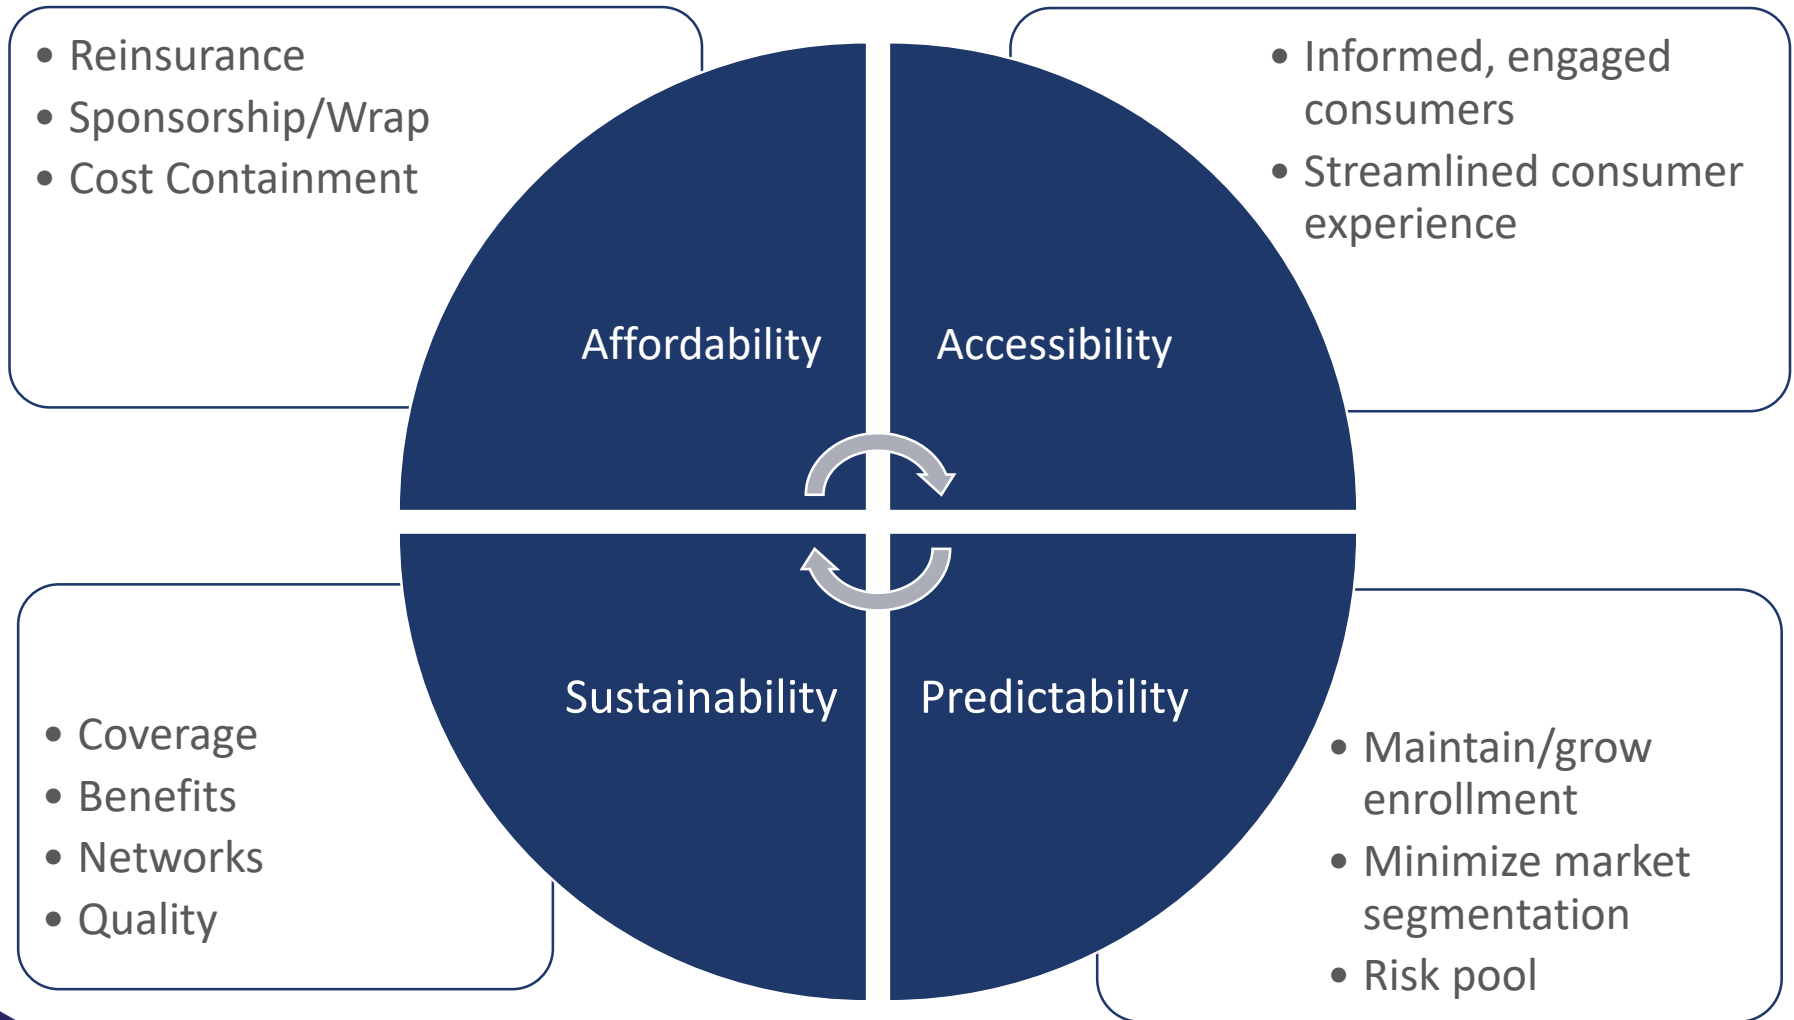 • Reinsurance
• Sponsorship/Wrap
• Cost Containment
• Informed, engaged
consumers
• Streamlined consumer
experience
Affordability
Accessibility
Sustainability
Predictability
• Coverage
• Benefits
• Networks
• Quality
• Maintain/grow
enrollment
• Minimize market
segmentation
• Risk pool